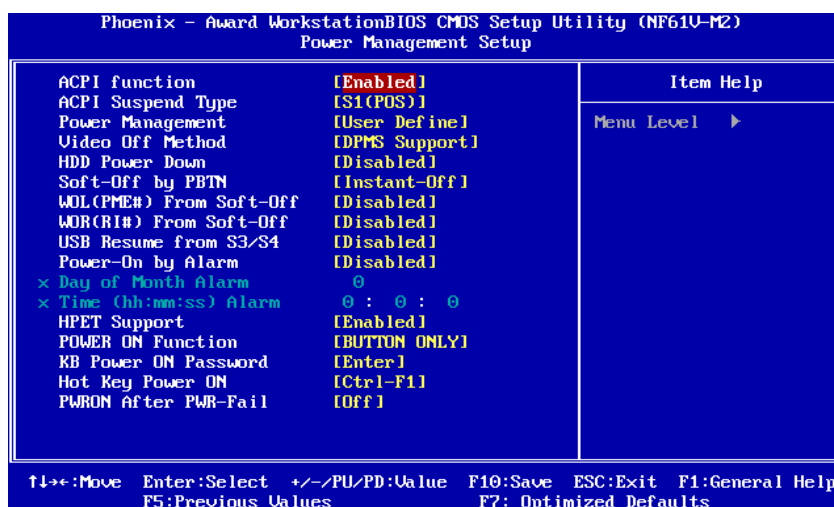 Phoenix - Award WorkstationBIOS CMOS Setup Utility (NF61V-M2)
Power Management Setup
ACPI function [Enabled]
ACPI Suspend Type [S1(POS)]
Power Management [User Define]
Video Off Method [DPMS Support]
HDD Power Down [Disabled]
Soft-Off by PBTN [Instant-Off]
WOL(PME#) From Soft-Off [Disabled]
WOR(RI#) From Soft-Off [Disabled]
USB Resume from S3/S4 [Disabled]
Power-On by Alarm [Disabled]
x Day of Month Alarm 0
x Time (hh:mm:ss) Alarm 0 : 0 : 0
HPET Support [Enabled]
POWER ON Function [BUTTON ONLY]
KB Power ON Password [Enter]
Hot Key Power ON [Ctrl-F1]
PWRON After PWR-Fail [Off]
Item Help
Menu Level ▶
↑↓→←:Move Enter:Select +/-/PU/PD:Value F10:Save ESC:Exit F1:General Help
F5:Previous Values F7: Optimized Defaults